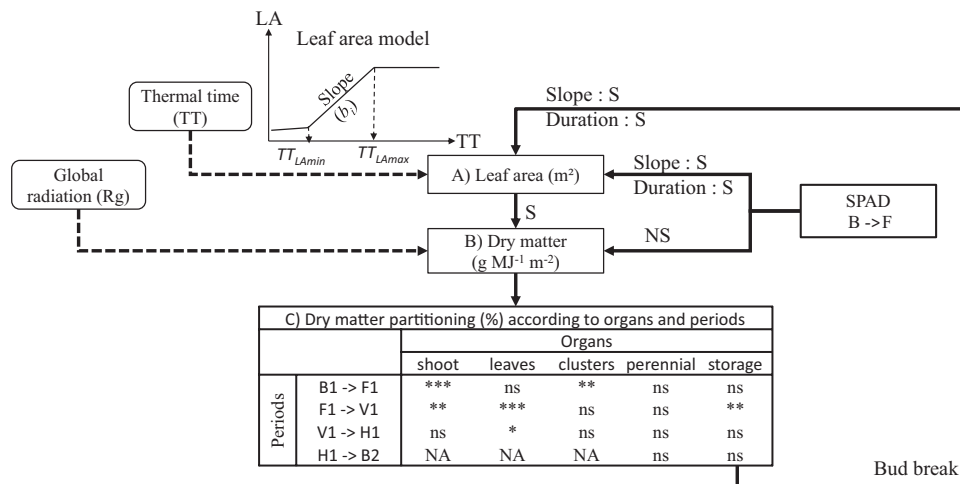 LA
Leaf area model
Slope
(b_i)
TT
TT_LAmin
TT_LAmax
Thermal time
(TT)
Global
radiation (Rg)
Slope : S
Duration : S
A) Leaf area (m²)
Slope : S
Duration : S
SPAD
B ->F
S
B) Dry matter
(g MJ⁻¹ m⁻²)
NS
C) Dry matter partitioning (%) according to organs and periods
Organs
shoot leaves clusters perennial storage
Periods
B1 -> F1 *** ns ** ns ns
F1 -> V1 ** *** ns ns **
V1 -> H1 ns * ns ns ns
H1 -> B2 NA NA NA ns ns
Bud break